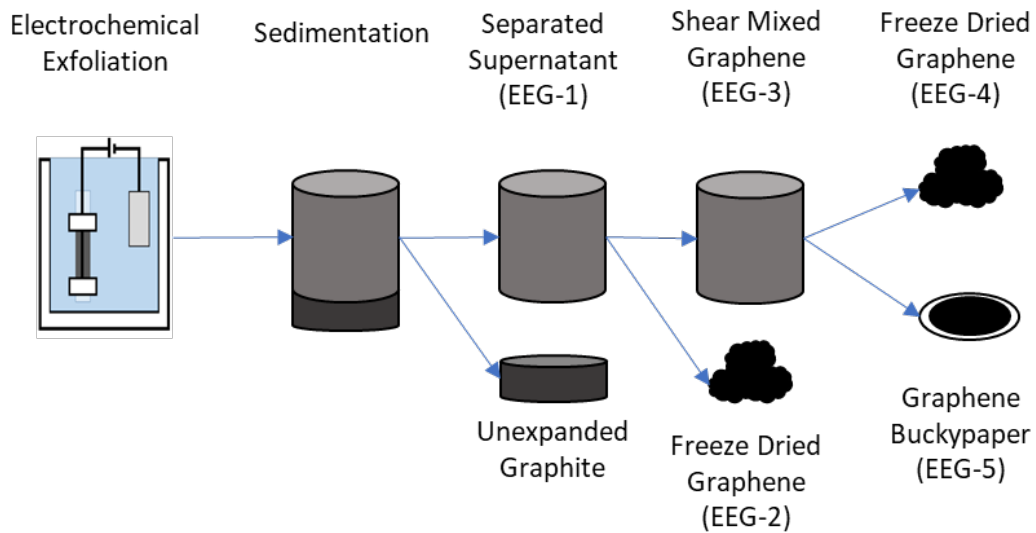 Electrochemical
Exfoliation
Sedimentation
Separated
Supernatant
(EEG-1)
Shear Mixed
Graphene
(EEG-3)
Freeze Dried
Graphene
(EEG-4)
Unexpanded
Graphite
Freeze Dried
Graphene
(EEG-2)
Graphene
Buckypaper
(EEG-5)